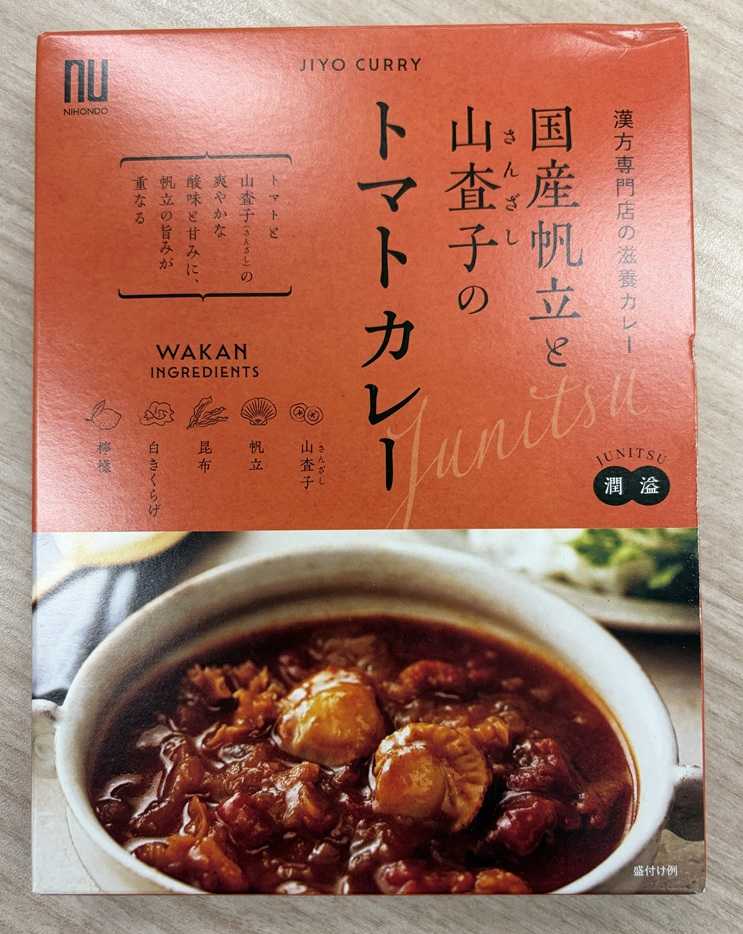 nu
NIHONDO
JIYO CURRY
漢方専門店の滋養カレー
国産帆立と
山査子の
さんざし
トマトカレー
トマトと
山査子(さんざし)の
爽やかな
酸味と甘みに、
帆立の旨みが
重なる
WAKAN
INGREDIENTS
山査子
さんざし
帆立
昆布
白きくらげ
檸檬
Junitsu
JUNITSU
潤溢
盛付け例